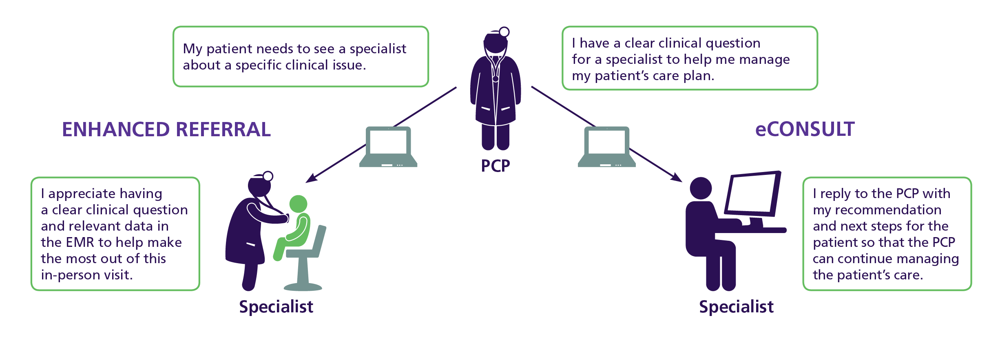 My patient needs to see a specialist
about a specific clinical issue.
I have a clear clinical question
for a specialist to help me manage
my patient’s care plan.
ENHANCED REFERRAL
eCONSULT
PCP
I appreciate having
a clear clinical question
and relevant data in
the EMR to help make
the most out of this
in-person visit.
I reply to the PCP with
my recommendation
and next steps for the
patient so that the PCP
can continue managing
the patient’s care.
Specialist
Specialist